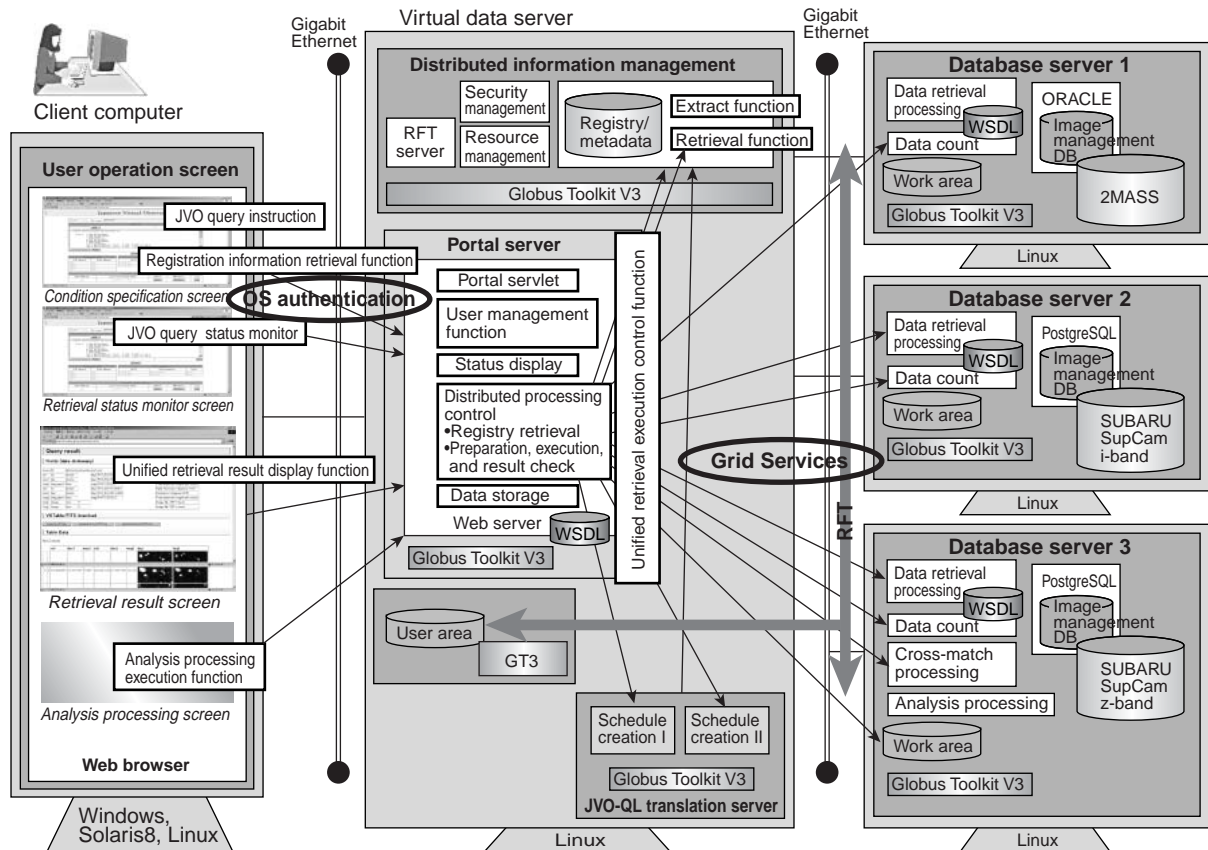 Client computer
User operation screen
JVO query instruction
Registration information retrieval function
Condition specification screen
JVO query status monitor
Retrieval status monitor screen
Query result
Unified retrieval result display function
Retrieval result screen
Analysis processing
execution function
Analysis processing screen
Web browser
Windows,
Solaris8, Linux
Gigabit
Ethernet
OS authentication
Virtual data server
Distributed information management
RFT
server
Security
management
Resource
management
Registry/
metadata
Extract function
Retrieval function
Globus Toolkit V3
Portal server
Portal servlet
User management
function
Status display
Distributed processing
control
•Registry retrieval
•Preparation, execution,
and result check
Data storage
Web server
WSDL
Globus Toolkit V3
Unified retrieval execution control function
User area
GT3
Schedule
creation I
Schedule
creation II
Globus Toolkit V3
JVO-QL translation server
Linux
Gigabit
Ethernet
Grid Services
RFT
Database server 1
Data retrieval
processing
WSDL
Data count
Work area
Globus Toolkit V3
ORACLE
Image
management
DB
2MASS
Linux
Database server 2
Data retrieval
processing
WSDL
Data count
Work area
Globus Toolkit V3
PostgreSQL
Image
management
DB
SUBARU
SupCam
i-band
Linux
Database server 3
Data retrieval
processing
WSDL
Data count
Cross-match
processing
Analysis processing
Work area
Globus Toolkit V3
PostgreSQL
Image
management
DB
SUBARU
SupCam
z-band
Linux